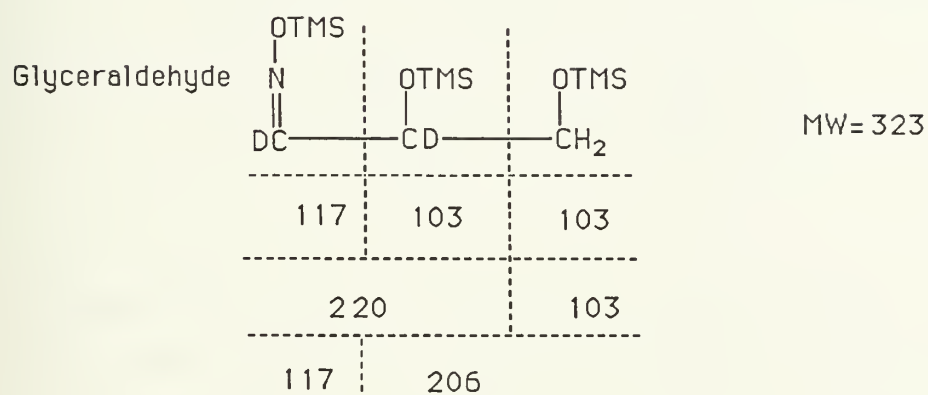 OTMS
Glyceraldehyde N OTMS OTMS
MW=323
DC CD CH₂
117 103 103
220 103
117 206